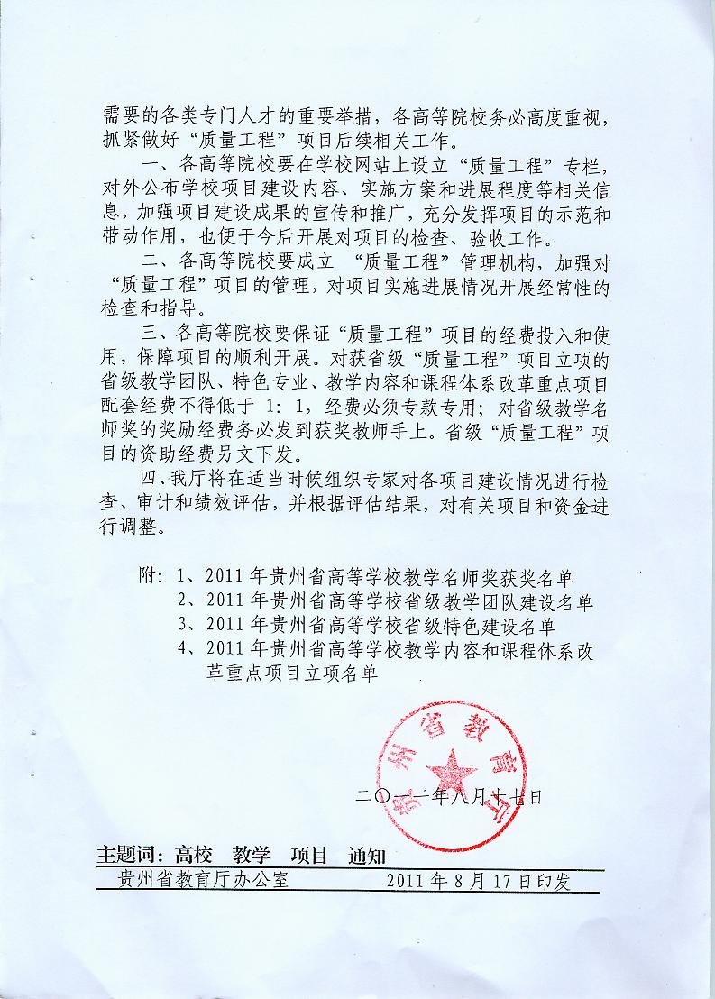 需要的各类专门人才的重要举措，各高等院校务必高度重视，
抓紧做好“质量工程”项目后续相关工作。
一、各高等院校要在学校网站上设立“质量工程”专栏，
对外公布学校项目建设内容、实施方案和进展程度等相关信
息，加强项目建设成果的宣传和推广，充分发挥项目的示范和
带动作用，也便于今后开展对项目的检查、验收工作。
二、各高等院校要成立 “质量工程”管理机构，加强对
“质量工程”项目的管理，对项目实施进展情况开展经常性的
检查和指导。
三、各高等院校要保证“质量工程”项目的经费投入和使
用，保障项目的顺利开展。对获省级“质量工程”项目立项的
省级教学团队、特色专业、教学内容和课程体系改革重点项目
配套经费不得低于 1：1，经费必须专款专用；对省级教学名
师奖的奖励经费务必发到获奖教师手上。省级“质量工程”项
目的资助经费另文下发。
四、我厅将在适当时候组织专家对各项目建设情况进行检
查、审计和绩效评估，并根据评估结果，对有关项目和资金进
行调整。
附：1、2011 年贵州省高等学校教学名师奖获奖名单
2、2011 年贵州省高等学校省级教学团队建设名单
3、2011 年贵州省高等学校省级特色建设名单
4、2011 年贵州省高等学校教学内容和课程体系改
革重点项目立项名单
贵州省教育厅
二〇一一年八月十七日
主题词：高校 教学 项目 通知
贵州省教育厅办公室 2011 年 8 月 17 日印发